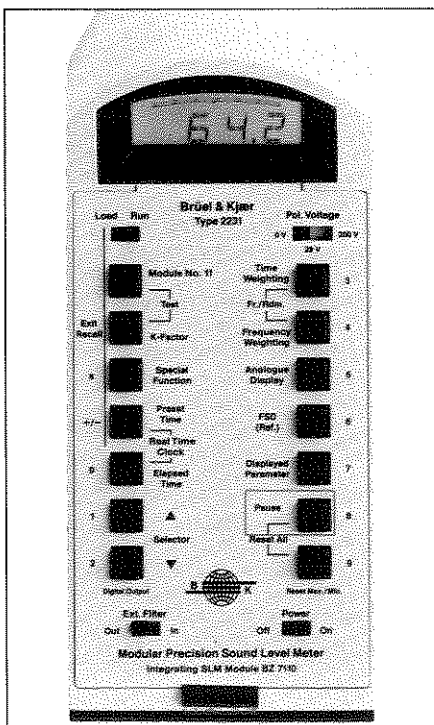 64.2
Brüel & Kjær
Type 2231
Load Run
Pol. Voltage
0 V 200 V
28 V
Module No. 1!
Time Weighting
3
Test
Fr./Rdm.
Exit Recall
K-Factor
Frequency Weighting
4
Special Function
Analogue Display
5
+/−
Preset Time
FSD (Ref.)
6
Real Time Clock
0
Elapsed Time
Displayed Parameter
7
1
▲
Pause
8
Selector
Reset All
2
▼
9
Digital Output
B K
Reset Max./Min.
Ext. Filter
Out In
Power
Off On
Modular Precision Sound Level Meter
Integrating SLM Module BZ 7110